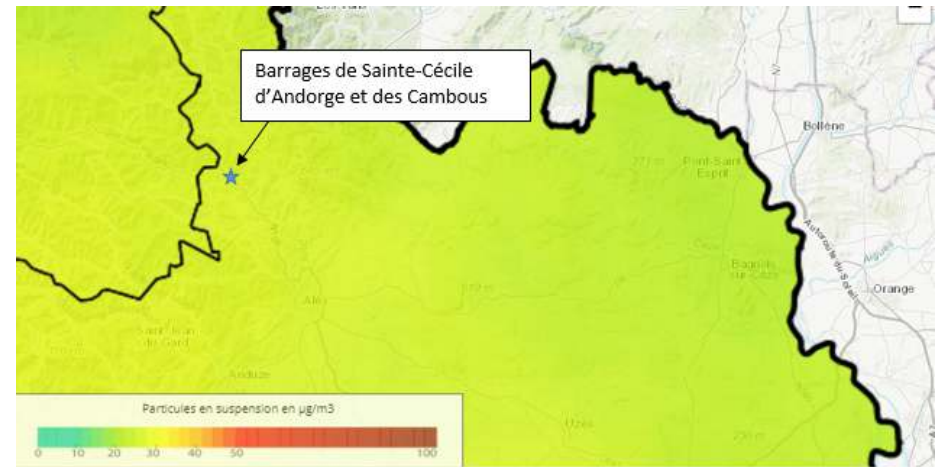 Barrages de Sainte-Cécile
d'Andorge et des Cambous
Bollène
Pont-Saint
Esprit
Autoroute du Soleil
Bagnols
sur-Cèze
Orange
Alès
Saint-Jean
du-Gard
Anduze
Uzès
N7
A7
Particules en suspension en µg/m3
0 10 20 30 40 50 100